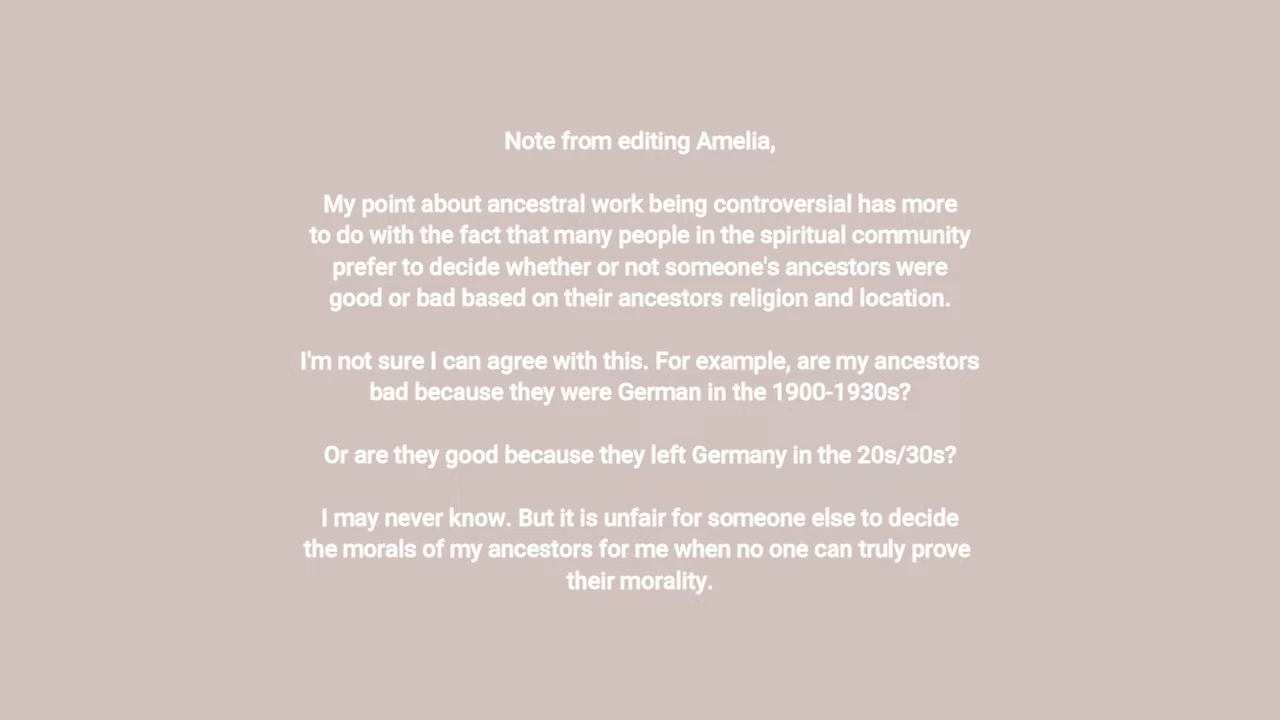 Note from editing Amelia,
My point about ancestral work being controversial has more
to do with the fact that many people in the spiritual community
prefer to decide whether or not someone's ancestors were
good or bad based on their ancestors religion and location.
I'm not sure I can agree with this. For example, are my ancestors
bad because they were German in the 1900-1930s?
Or are they good because they left Germany in the 20s/30s?
I may never know. But it is unfair for someone else to decide
the morals of my ancestors for me when no one can truly prove
their morality.